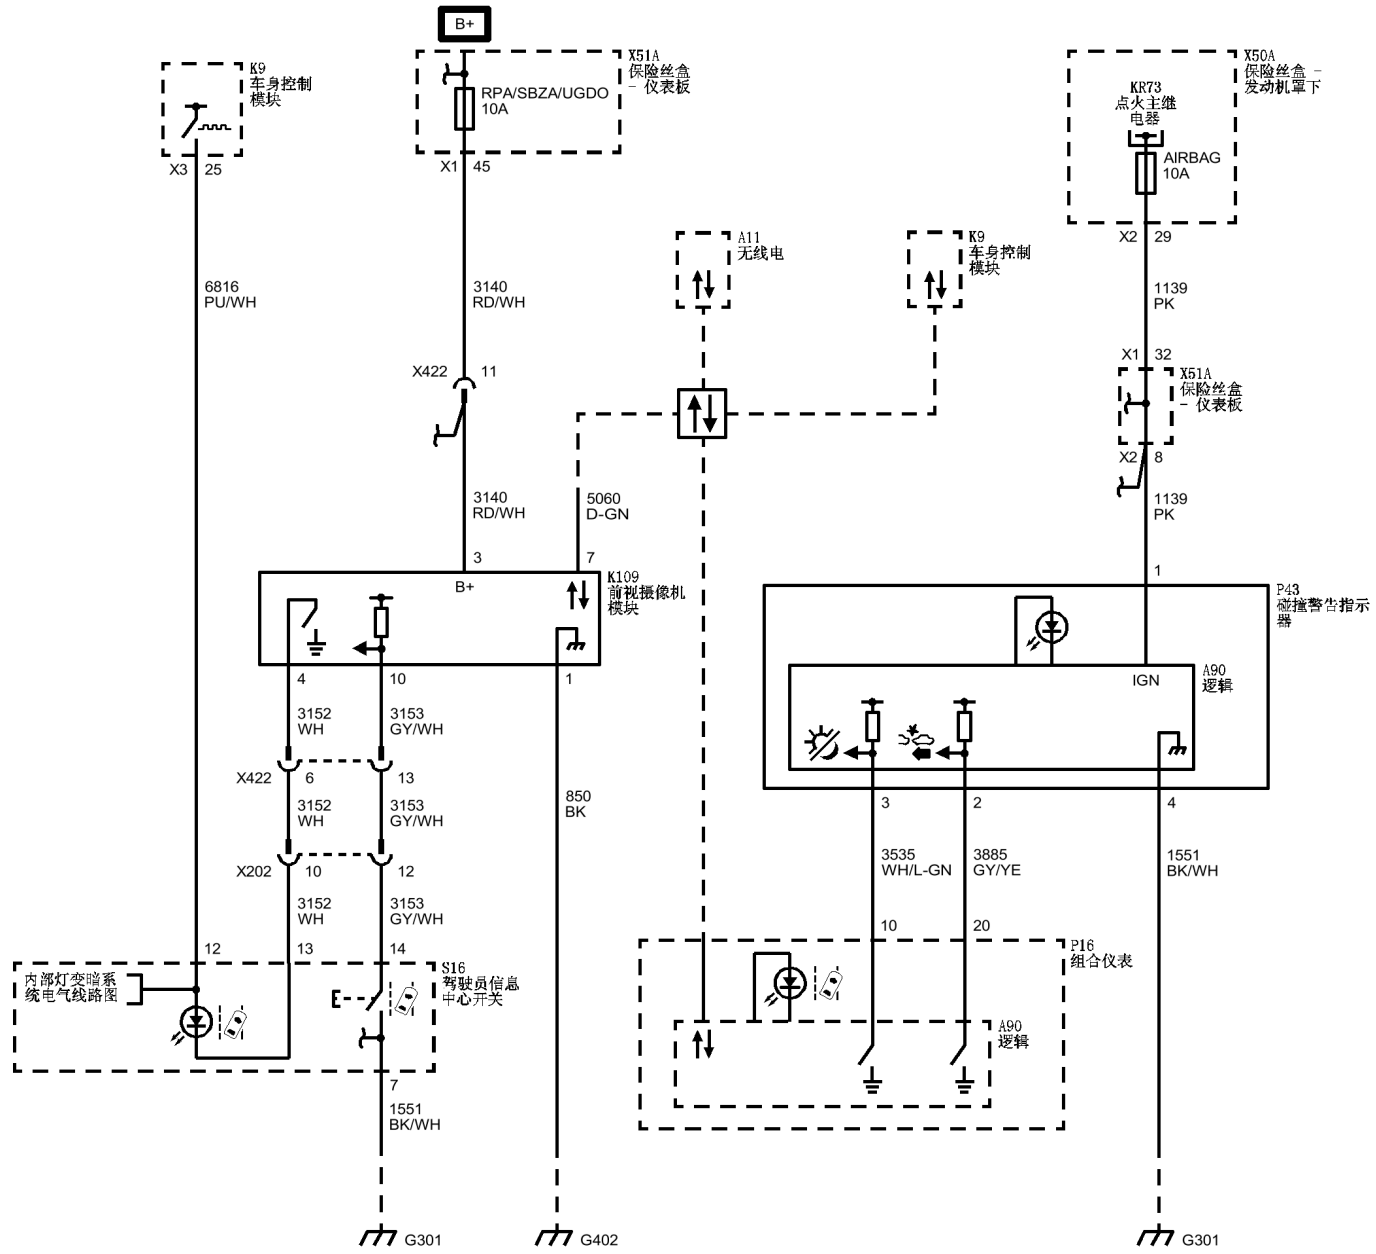 B+
K9
车身控制
模块
X3 25
X51A
保险丝盒
- 仪表板
RPA/SBZA/UGDO
10A
X1 45
X50A
保险丝盒 -
发动机罩下
KR73
点火主继
电器
AIRBAG
10A
X2 29
A11
无线电
K9
车身控制
模块
6816
PU/WH
3140
RD/WH
1139
PK
X422 11
X1 32
X51A
保险丝盒
- 仪表板
X2 8
3140
RD/WH
5060
D-GN
1139
PK
3
7
1
B+
K109
前视摄像机
模块
P43
碰撞警告指示
器
IGN
A90
逻辑
4
10
1
3152
WH
3153
GY/WH
X422 6 13
850
BK
3
2
4
3152
WH
3153
GY/WH
X202 10 12
3535
WH/L-GN
3885
GY/YE
1551
BK/WH
3152
WH
3153
GY/WH
10
20
12
13
14
内部灯变暗系
统电气线路图
S16
驾驶员信息
中心开关
P16
组合仪表
A90
逻辑
7
1551
BK/WH
G301
G402
G301